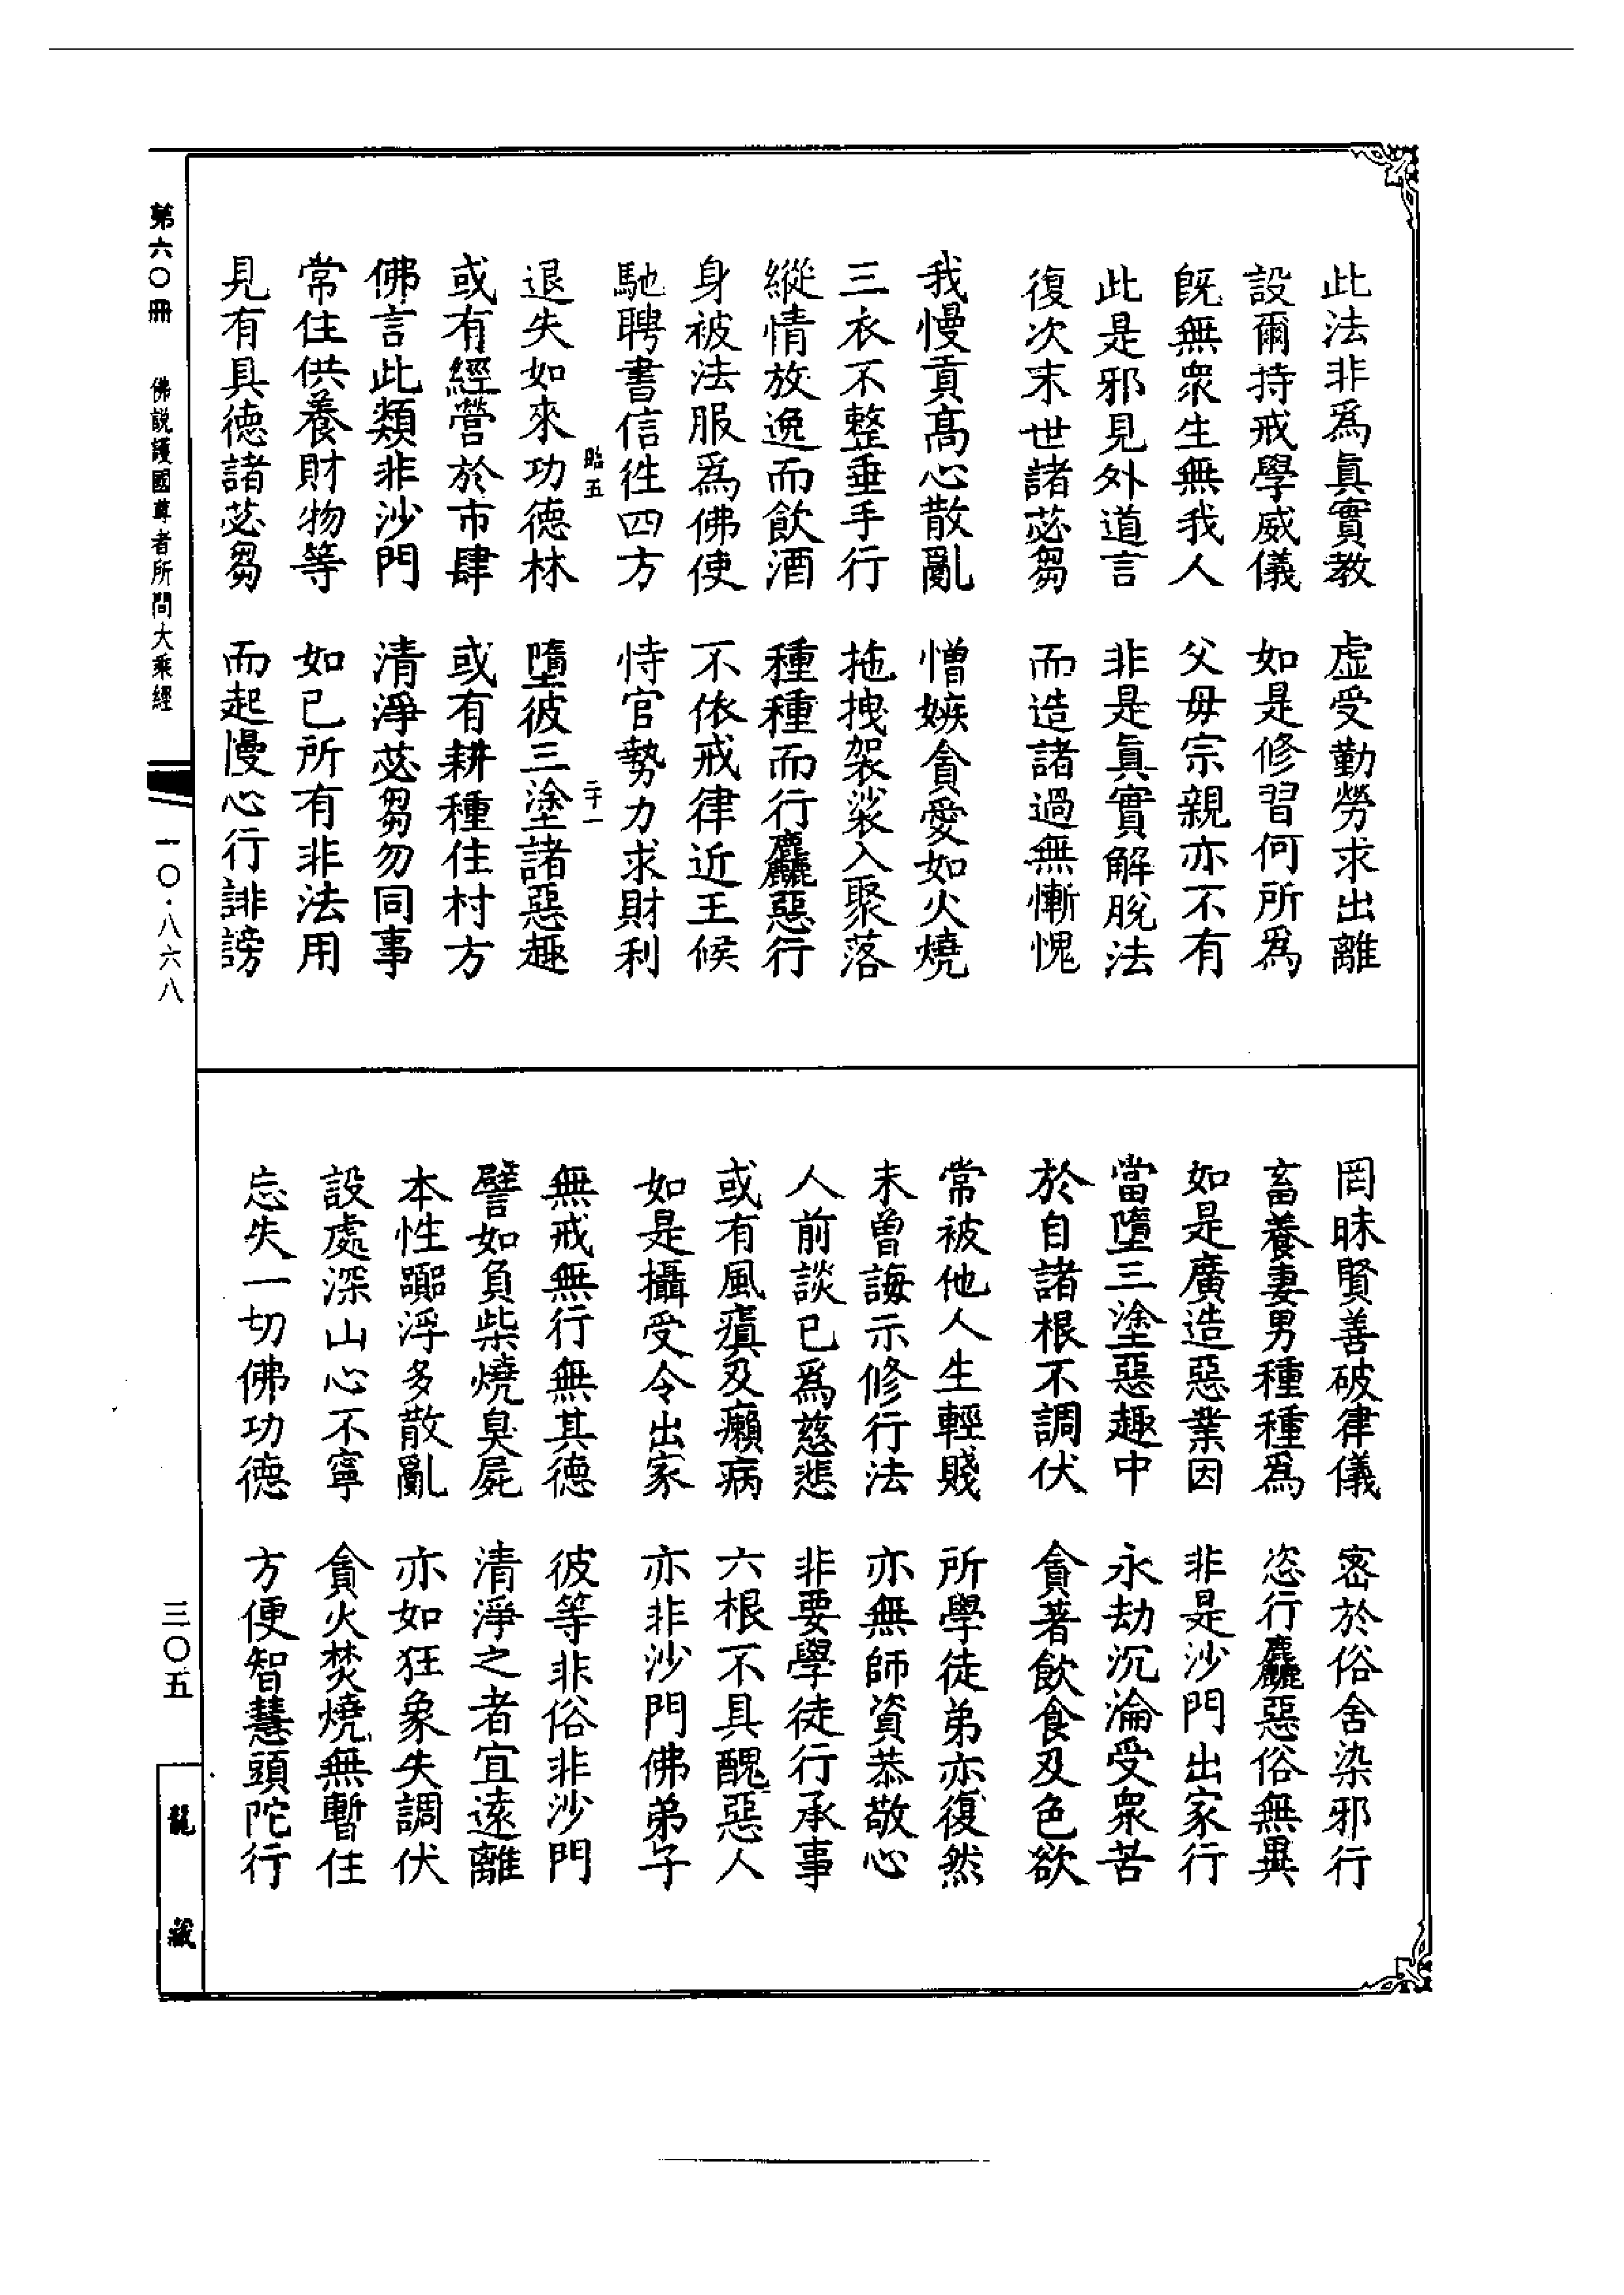 此法非爲眞實教　虛受勤勞求出離
設爾持戒學威儀　如是修習何所爲
旣無衆生無我人　父母宗親亦不有
此是邪見外道言　非是眞實解脫法
復次末世諸苾芻　而造諸過無慚愧
我慢貢高心散亂　憎嫉貪愛如火燒
三衣不整垂手行　拖拽袈裟入聚落
縱情放逸而飲酒　種種而行麤惡行
身被法服爲佛使　不依戒律近王候
馳聘書信往四方　恃官勢力求財利
昭五　二十一
退失如來功德林　墮彼三塗諸惡趣
或有經營於市肆　或有耕種住村方
佛言此類非沙門　清淨苾芻勿同事
常住供養財物等　如己所有非法用
見有具德諸苾芻　而起慢心行誹謗
罔昧賢善破律儀　密於俗舍染邪行
畜養妻男種種爲　恣行麤惡俗無異
如是廣造惡業因　非是沙門出家行
當墮三塗惡趣中　永劫沉淪受衆苦
於自諸根不調伏　貪著飲食及色欲
常被他人生輕賤　所學徒弟亦復然
未曾誨示修行法　亦無師資恭敬心
人前談已爲慈悲　非要學徒行承事
或有風癲及癩病　六根不具醜惡人
如是攝受令出家　亦非沙門佛弟子
無戒無行無其德　彼等非俗非沙門
譬如負柴燒臭屍　清淨之者宜遠離
本性躁浮多散亂　亦如狂象失調伏
設處深山心不寧　貪火焚燒無暫住
忘失一切佛功德　方便智慧頭陀行
第六〇冊　佛説護國尊者所問大乘經　一〇·八六八　三〇五　龍藏